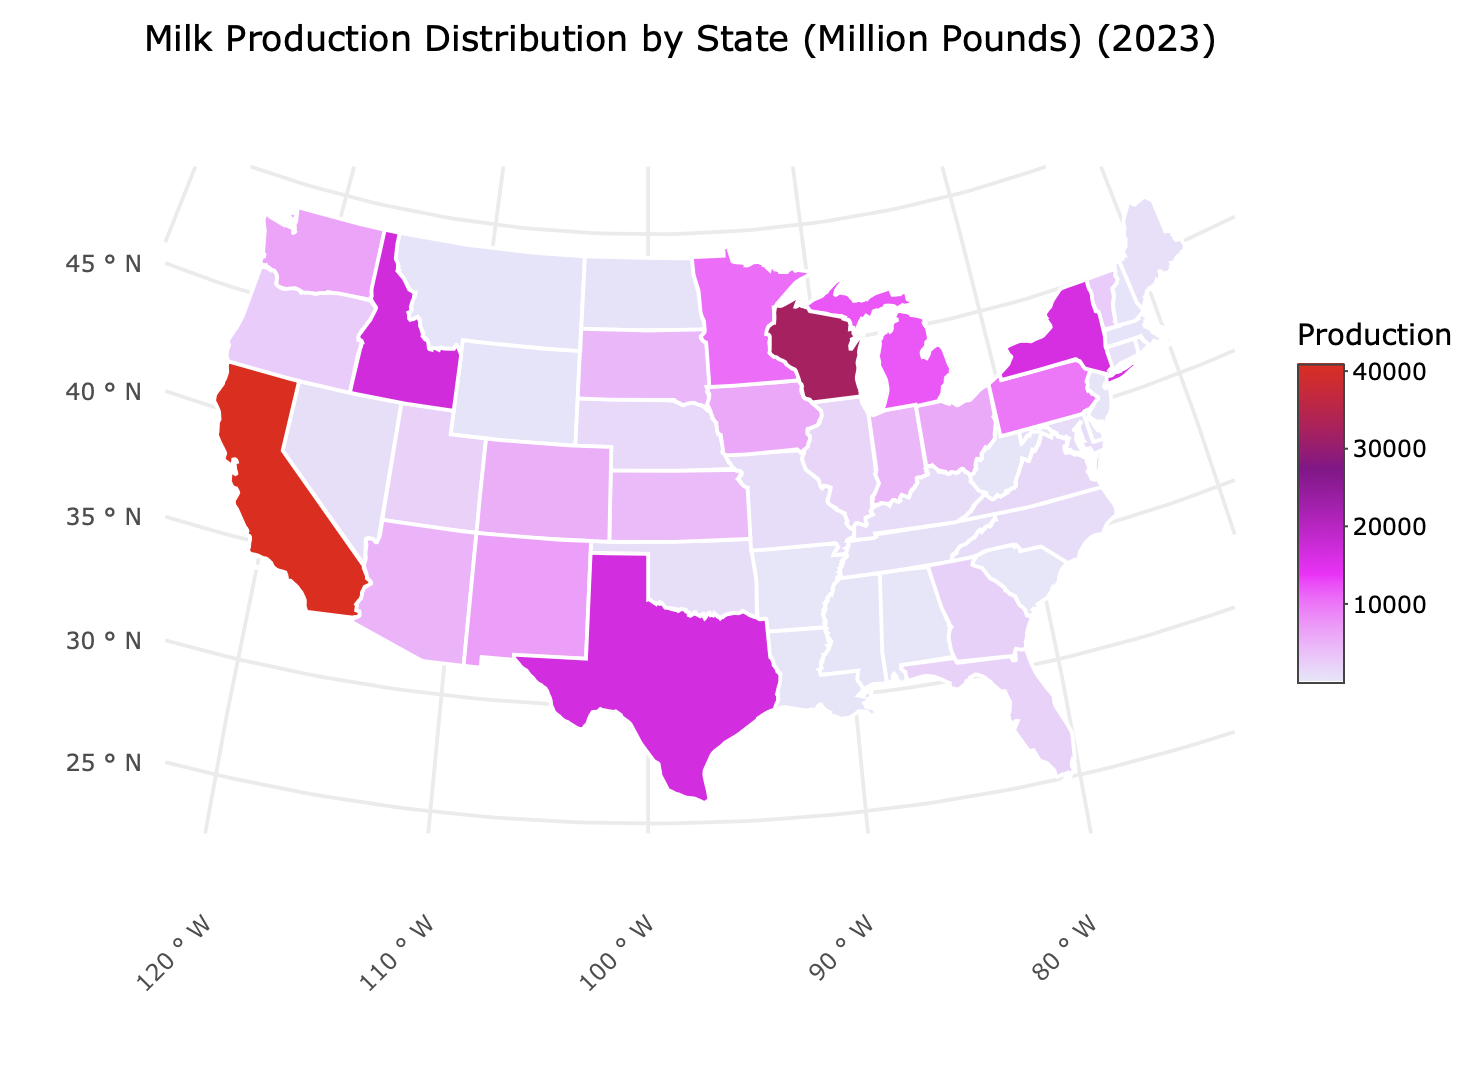 Milk Production Distribution by State (Million Pounds) (2023)
45 ° N
40 ° N
35 ° N
30 ° N
25 ° N
120 ° W
110 ° W
100 ° W
90 ° W
80 ° W
Production
40000
30000
20000
10000